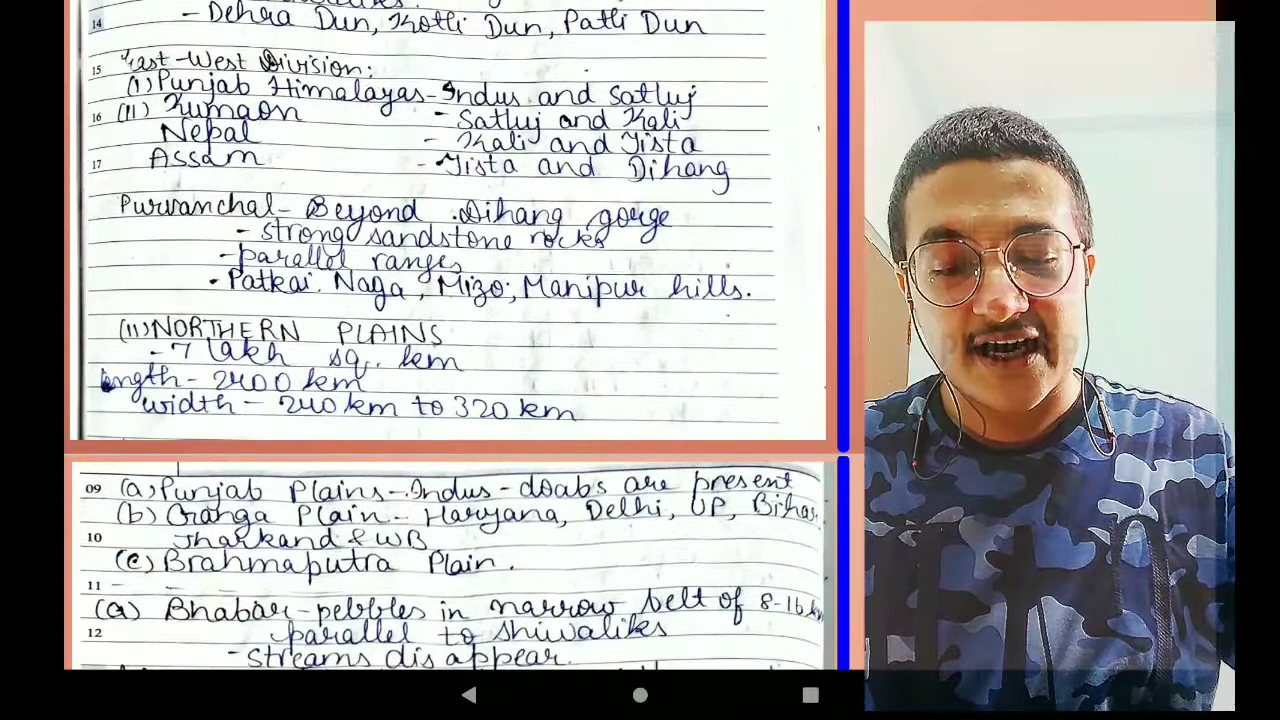 14
- Dehra Dun, Kotli Dun, Patli Dun
15 East-West Division:
(I) Punjab Himalayas - Indus and Satluj
16 (II) Kumaon - Satluj and Kali
Nepal - Kali and Tista
17 Assam - Tista and Dihang
Purvanchal - Beyond Dihang gorge
- strong sandstone rocks
- parallel ranges
- Patkai, Naga, Mizo, Manipur hills.
(II) NORTHERN PLAINS
- 7 lakh sq. km
length - 2400 km
width - 240 km to 320 km
09 (a) Punjab Plains - Indus - doabs are present
(b) Ganga Plain - Haryana, Delhi, UP, Bihar,
10 Jharkand & WB
(c) Brahmaputra Plain.
11
(a) Bhabar - pebbles in narrow belt of 8-16 km
12 parallel to shiwaliks
- streams disappear.